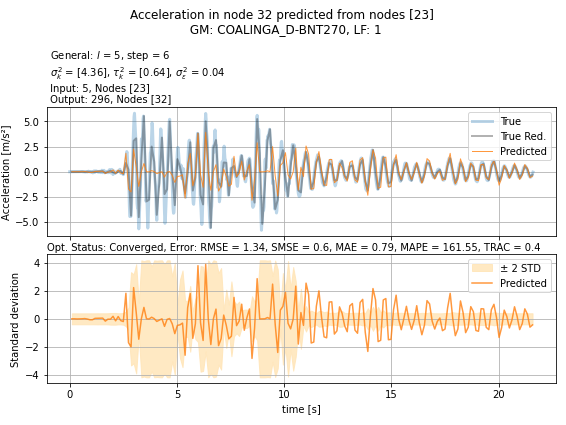 Acceleration in node 32 predicted from nodes [23]
GM: COALINGA_D-BNT270, LF: 1
General: l = 5, step = 6
σ²ₖ = [4.36], τ²ₖ = [0.64], σ²ε = 0.04
Input: 5, Nodes [23]
Output: 296, Nodes [32]
Acceleration [m/s²]
5.0
2.5
0.0
−2.5
−5.0
True
True Red.
Predicted
Opt. Status: Converged, Error: RMSE = 1.34, SMSE = 0.6, MAE = 0.79, MAPE = 161.55, TRAC = 0.4
Standard deviation
4
2
0
−2
−4
± 2 STD
Predicted
0
5
10
15
20
time [s]